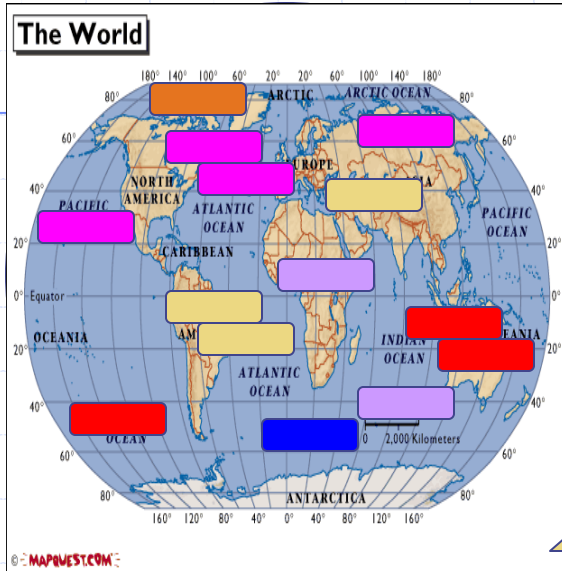 The World
180° 140° 100° 60° 20° 20° 60° 100° 140° 180°
ARCTIC
ARCTIC OCEAN
80° 80°
60° 60°
EUROPE
NORTH
AMERICA
40° 40°
PACIFIC
ATLANTIC
OCEAN
PACIFIC
OCEAN
20° 20°
CARIBBEAN
Equator
0° 0°
OCEANIA
AM
INDIAN
OCEAN
EANIA
20° 20°
ATLANTIC
OCEAN
40° 40°
OCEAN
0 2,000 Kilometers
60° 60°
80° 80°
ANTARCTICA
160° 120° 80° 40° 0° 40° 80° 120° 160°
© MAPQUEST.COM